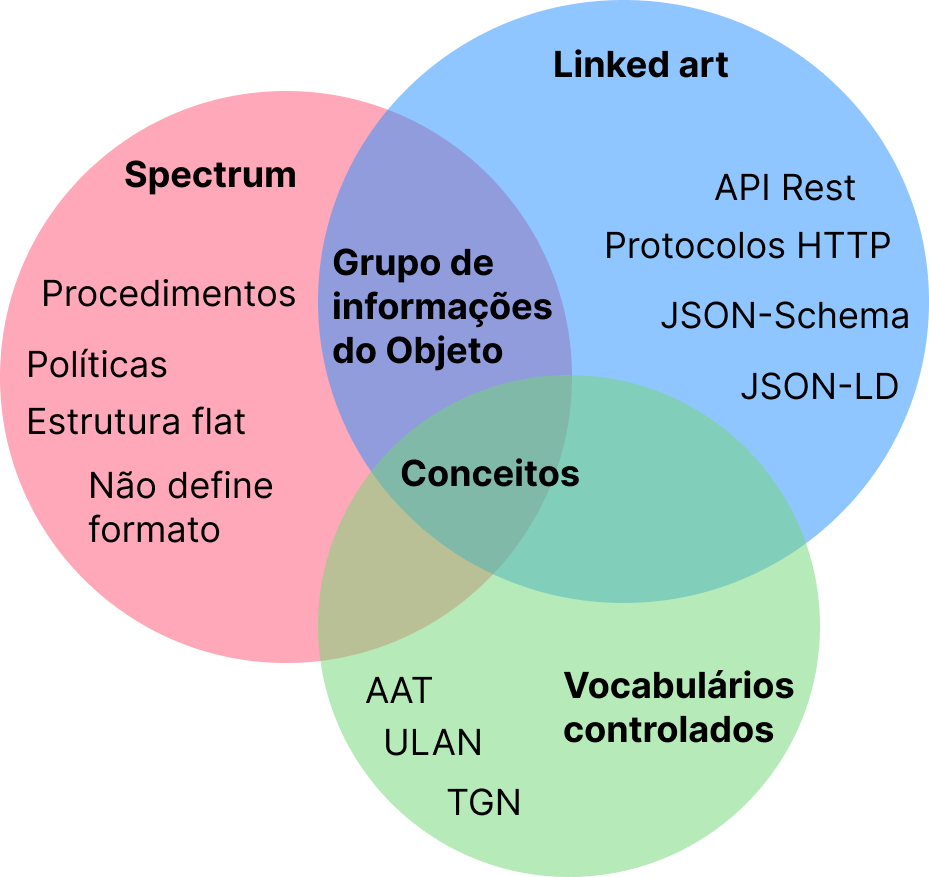 Linked art
Spectrum
API Rest
Protocolos HTTP
Grupo de
informações
do Objeto
Procedimentos
JSON-Schema
Políticas
JSON-LD
Estrutura flat
Conceitos
Não define
formato
Vocabulários
controlados
AAT
ULAN
TGN